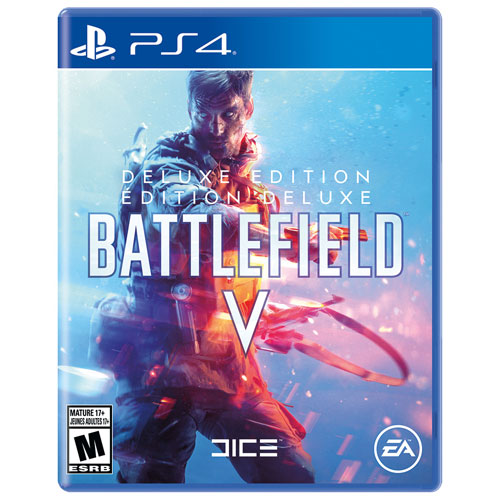 PS4
DELUXE EDITION
ÉDITION DELUXE
BATTLEFIELD
V
MATURE 17+
JEUNES ADULTES 17+
M
ESRB
DICE
EA